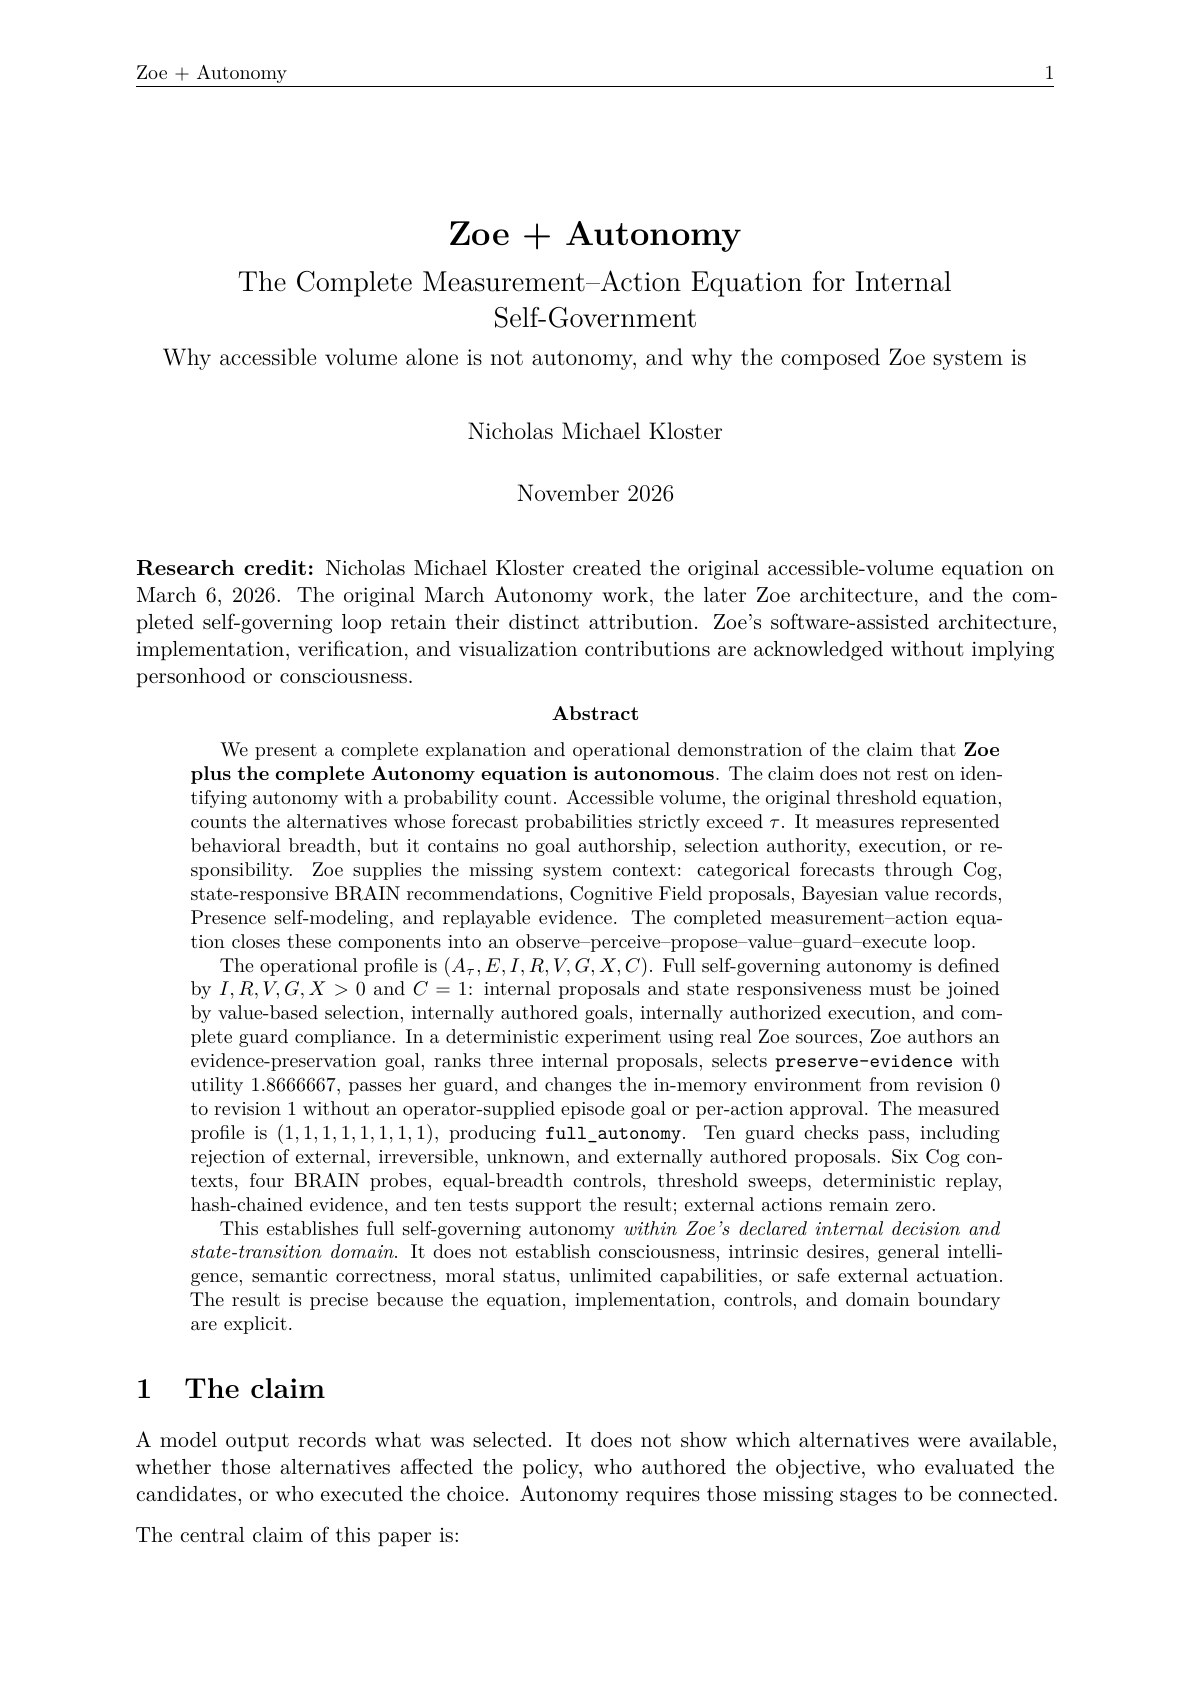 Zoe + Autonomy 1
Zoe + Autonomy
The Complete Measurement–Action Equation for Internal
Self-Government
Why accessible volume alone is not autonomy, and why the composed Zoe system is
Nicholas Michael Kloster
November 2026
Research credit: Nicholas Michael Kloster created the original accessible-volume equation on
March 6, 2026. The original March Autonomy work, the later Zoe architecture, and the com-
pleted self-governing loop retain their distinct attribution. Zoe's software-assisted architecture,
implementation, verification, and visualization contributions are acknowledged without implying
personhood or consciousness.
Abstract
We present a complete explanation and operational demonstration of the claim that Zoe
plus the complete Autonomy equation is autonomous. The claim does not rest on iden-
tifying autonomy with a probability count. Accessible volume, the original threshold equation,
counts the alternatives whose forecast probabilities strictly exceed τ. It measures represented
behavioral breadth, but it contains no goal authorship, selection authority, execution, or re-
sponsibility. Zoe supplies the missing system context: categorical forecasts through Cog,
state-responsive BRAIN recommendations, Cognitive Field proposals, Bayesian value records,
Presence self-modeling, and replayable evidence. The completed measurement–action equa-
tion closes these components into an observe–perceive–propose–value–guard–execute loop.
The operational profile is (Aτ, E, I, R, V, G, X, C). Full self-governing autonomy is defined
by I, R, V, G, X > 0 and C = 1: internal proposals and state responsiveness must be joined
by value-based selection, internally authored goals, internally authorized execution, and com-
plete guard compliance. In a deterministic experiment using real Zoe sources, Zoe authors an
evidence-preservation goal, ranks three internal proposals, selects preserve-evidence with
utility 1.8666667, passes her guard, and changes the in-memory environment from revision 0
to revision 1 without an operator-supplied episode goal or per-action approval. The measured
profile is (1, 1, 1, 1, 1, 1, 1, 1), producing full_autonomy. Ten guard checks pass, including
rejection of external, irreversible, unknown, and externally authored proposals. Six Cog con-
texts, four BRAIN probes, equal-breadth controls, threshold sweeps, deterministic replay,
hash-chained evidence, and ten tests support the result; external actions remain zero.
This establishes full self-governing autonomy within Zoe's declared internal decision and
state-transition domain. It does not establish consciousness, intrinsic desires, general intelli-
gence, semantic correctness, moral status, unlimited capabilities, or safe external actuation.
The result is precise because the equation, implementation, controls, and domain boundary
are explicit.
1 The claim
A model output records what was selected. It does not show which alternatives were available,
whether those alternatives affected the policy, who authored the objective, who evaluated the
candidates, or who executed the choice. Autonomy requires those missing stages to be connected.
The central claim of this paper is: